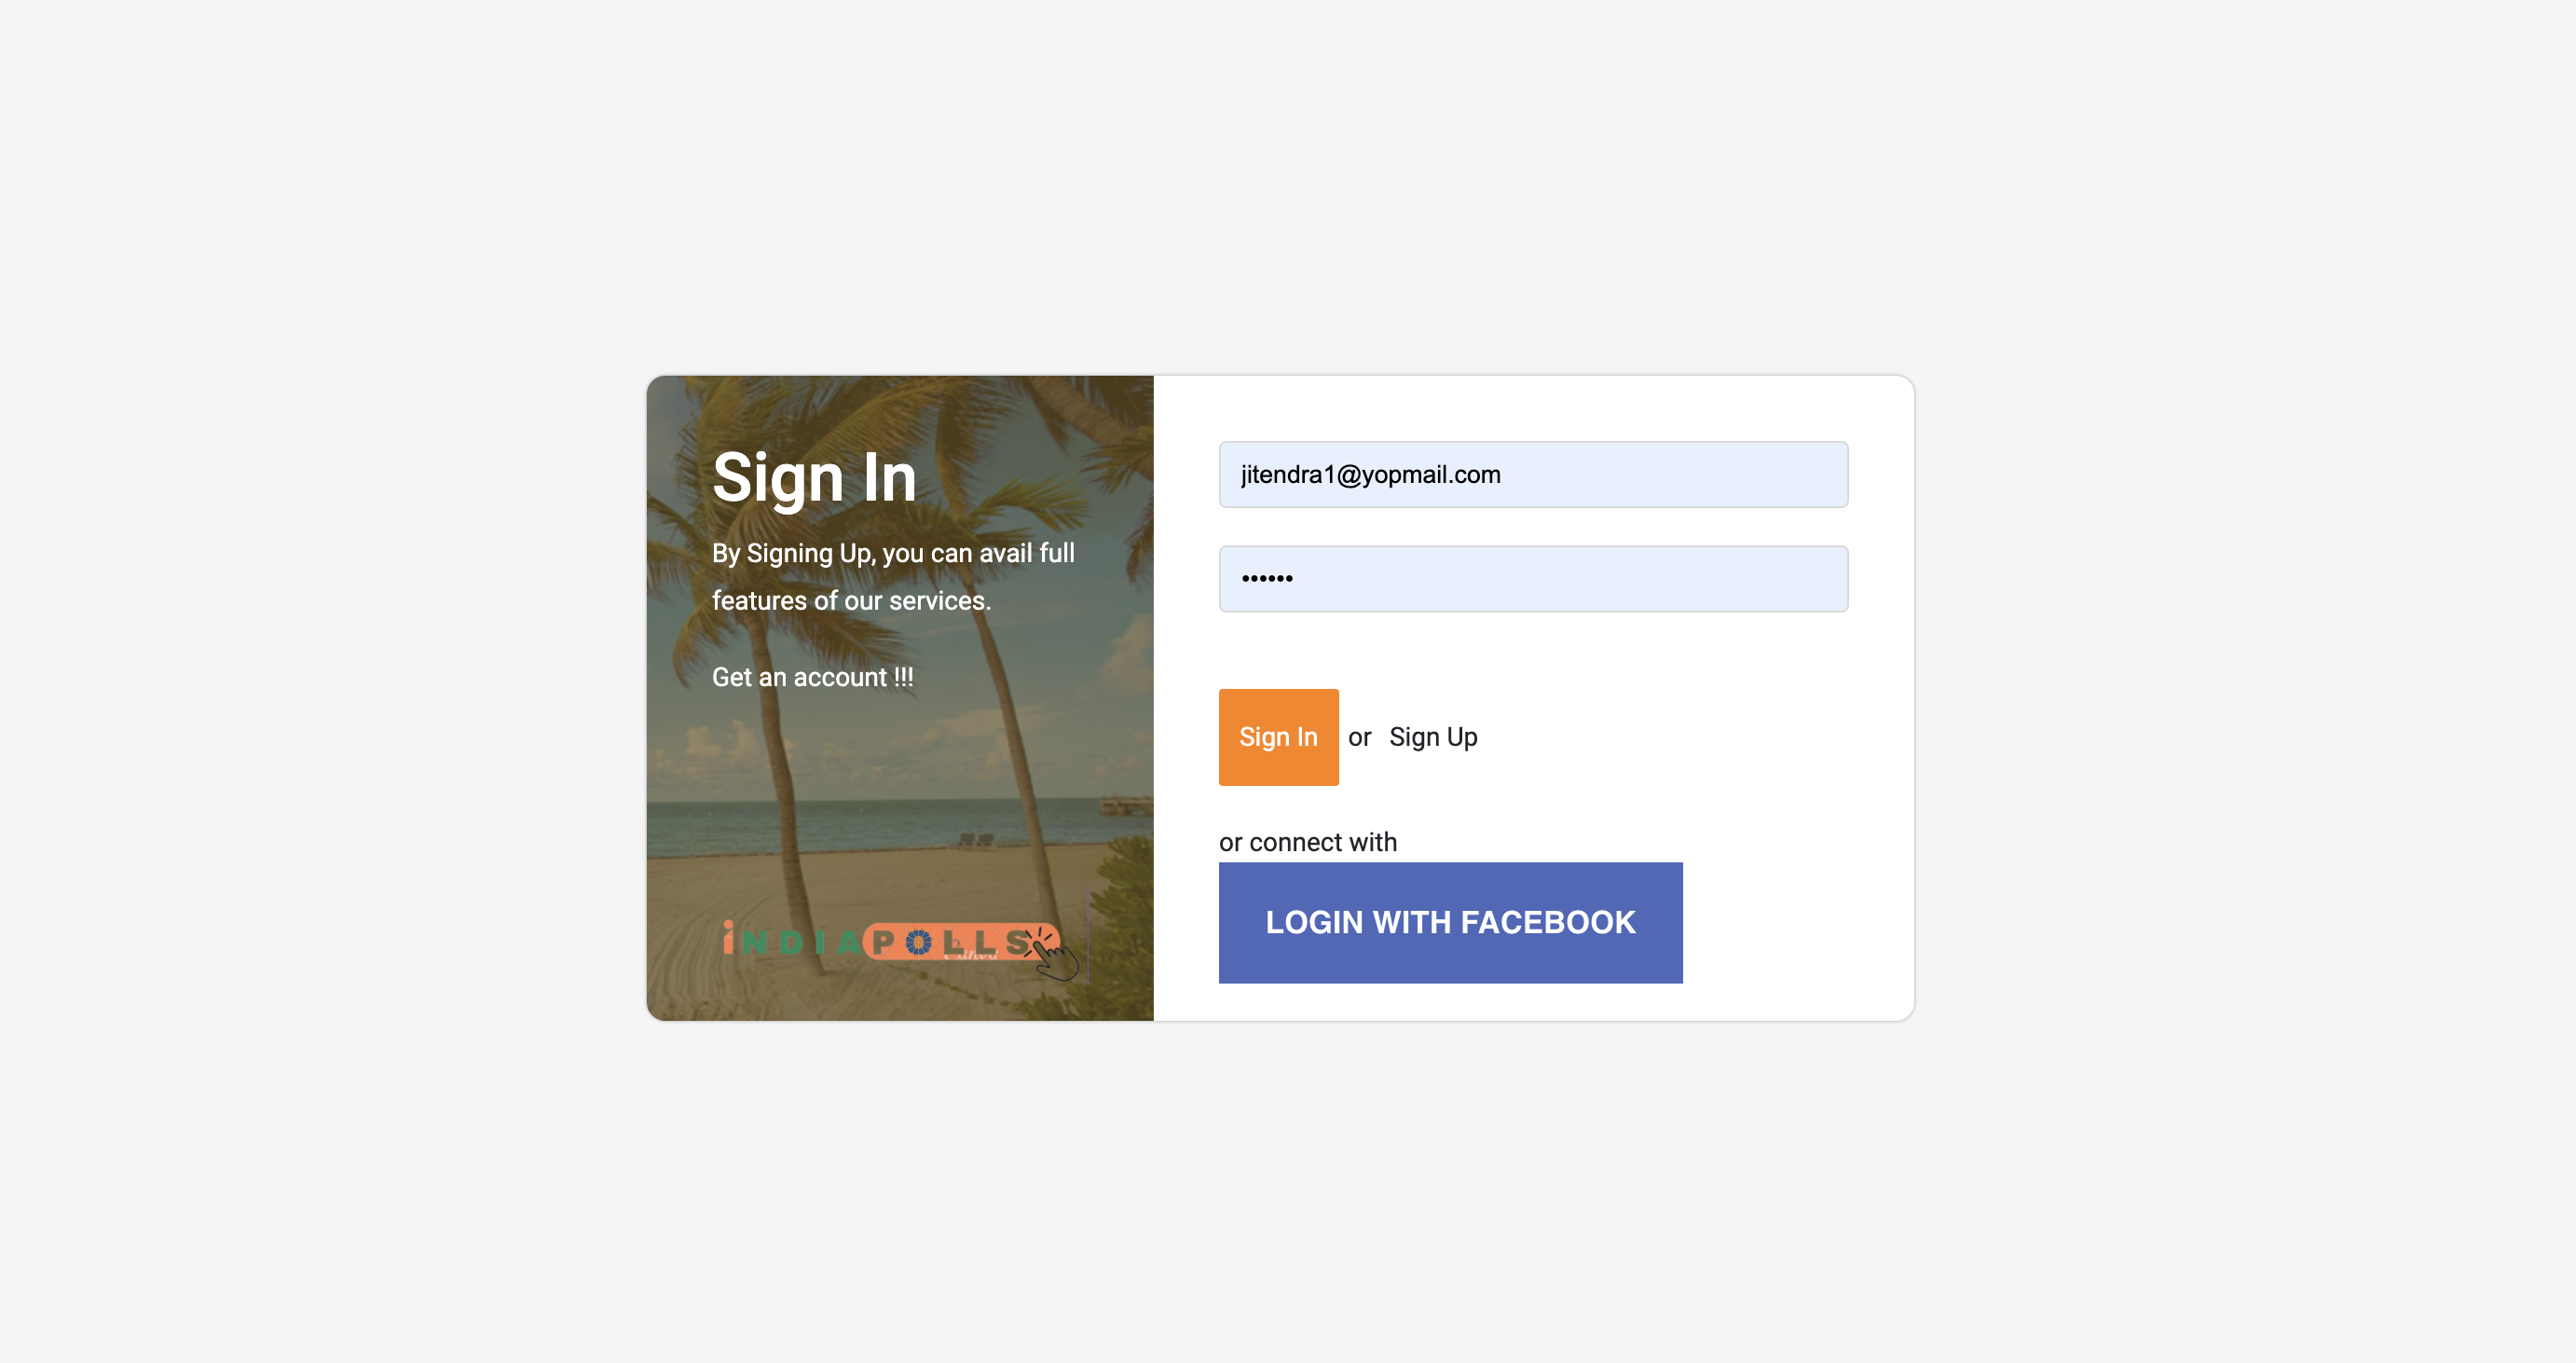 Sign In
By Signing Up, you can avail full
features of our services.
Get an account !!!
iNDIAPOLLS
jitendra1@yopmail.com
••••••
Sign In or Sign Up
or connect with
LOGIN WITH FACEBOOK